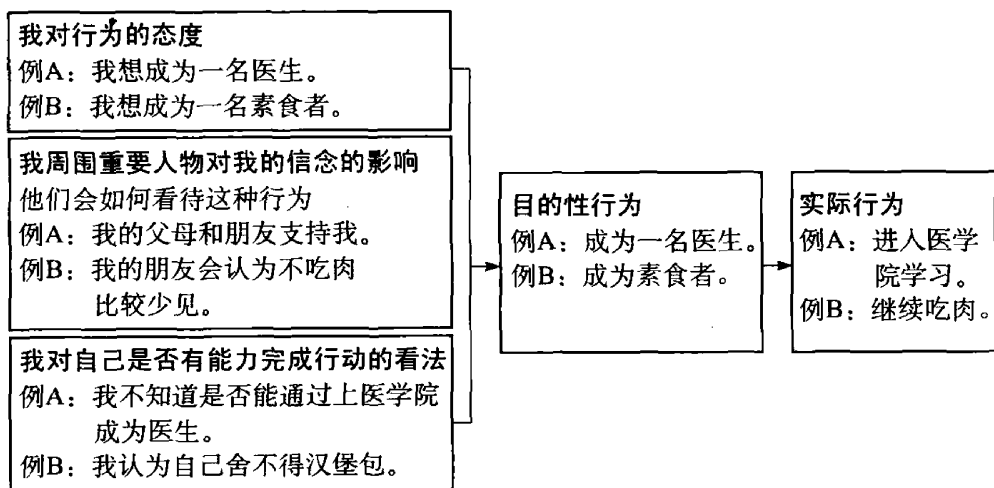 我对行为的态度
例A：我想成为一名医生。
例B：我想成为一名素食者。
我周围重要人物对我的信念的影响
他们会如何看待这种行为
例A：我的父母和朋友支持我。
例B：我的朋友会认为不吃肉
比较少见。
我对自己是否有能力完成行动的看法
例A：我不知道是否能通过上医学院
成为医生。
例B：我认为自己舍不得汉堡包。
目的性行为
例A：成为一名医生。
例B：成为素食者。
实际行为
例A：进入医学
院学习。
例B：继续吃肉。